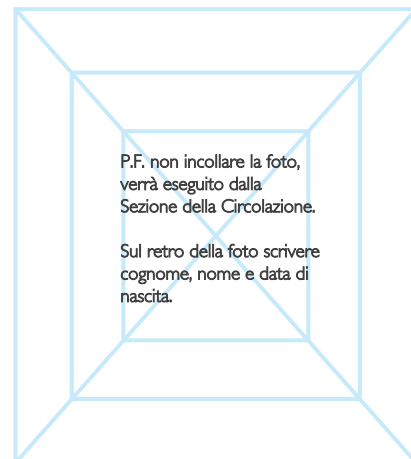 P.F. non incollare la foto,
verrà eseguito dalla
Sezione della Circolazione.
Sul retro della foto scrivere
cognome, nome e data di
nascita.